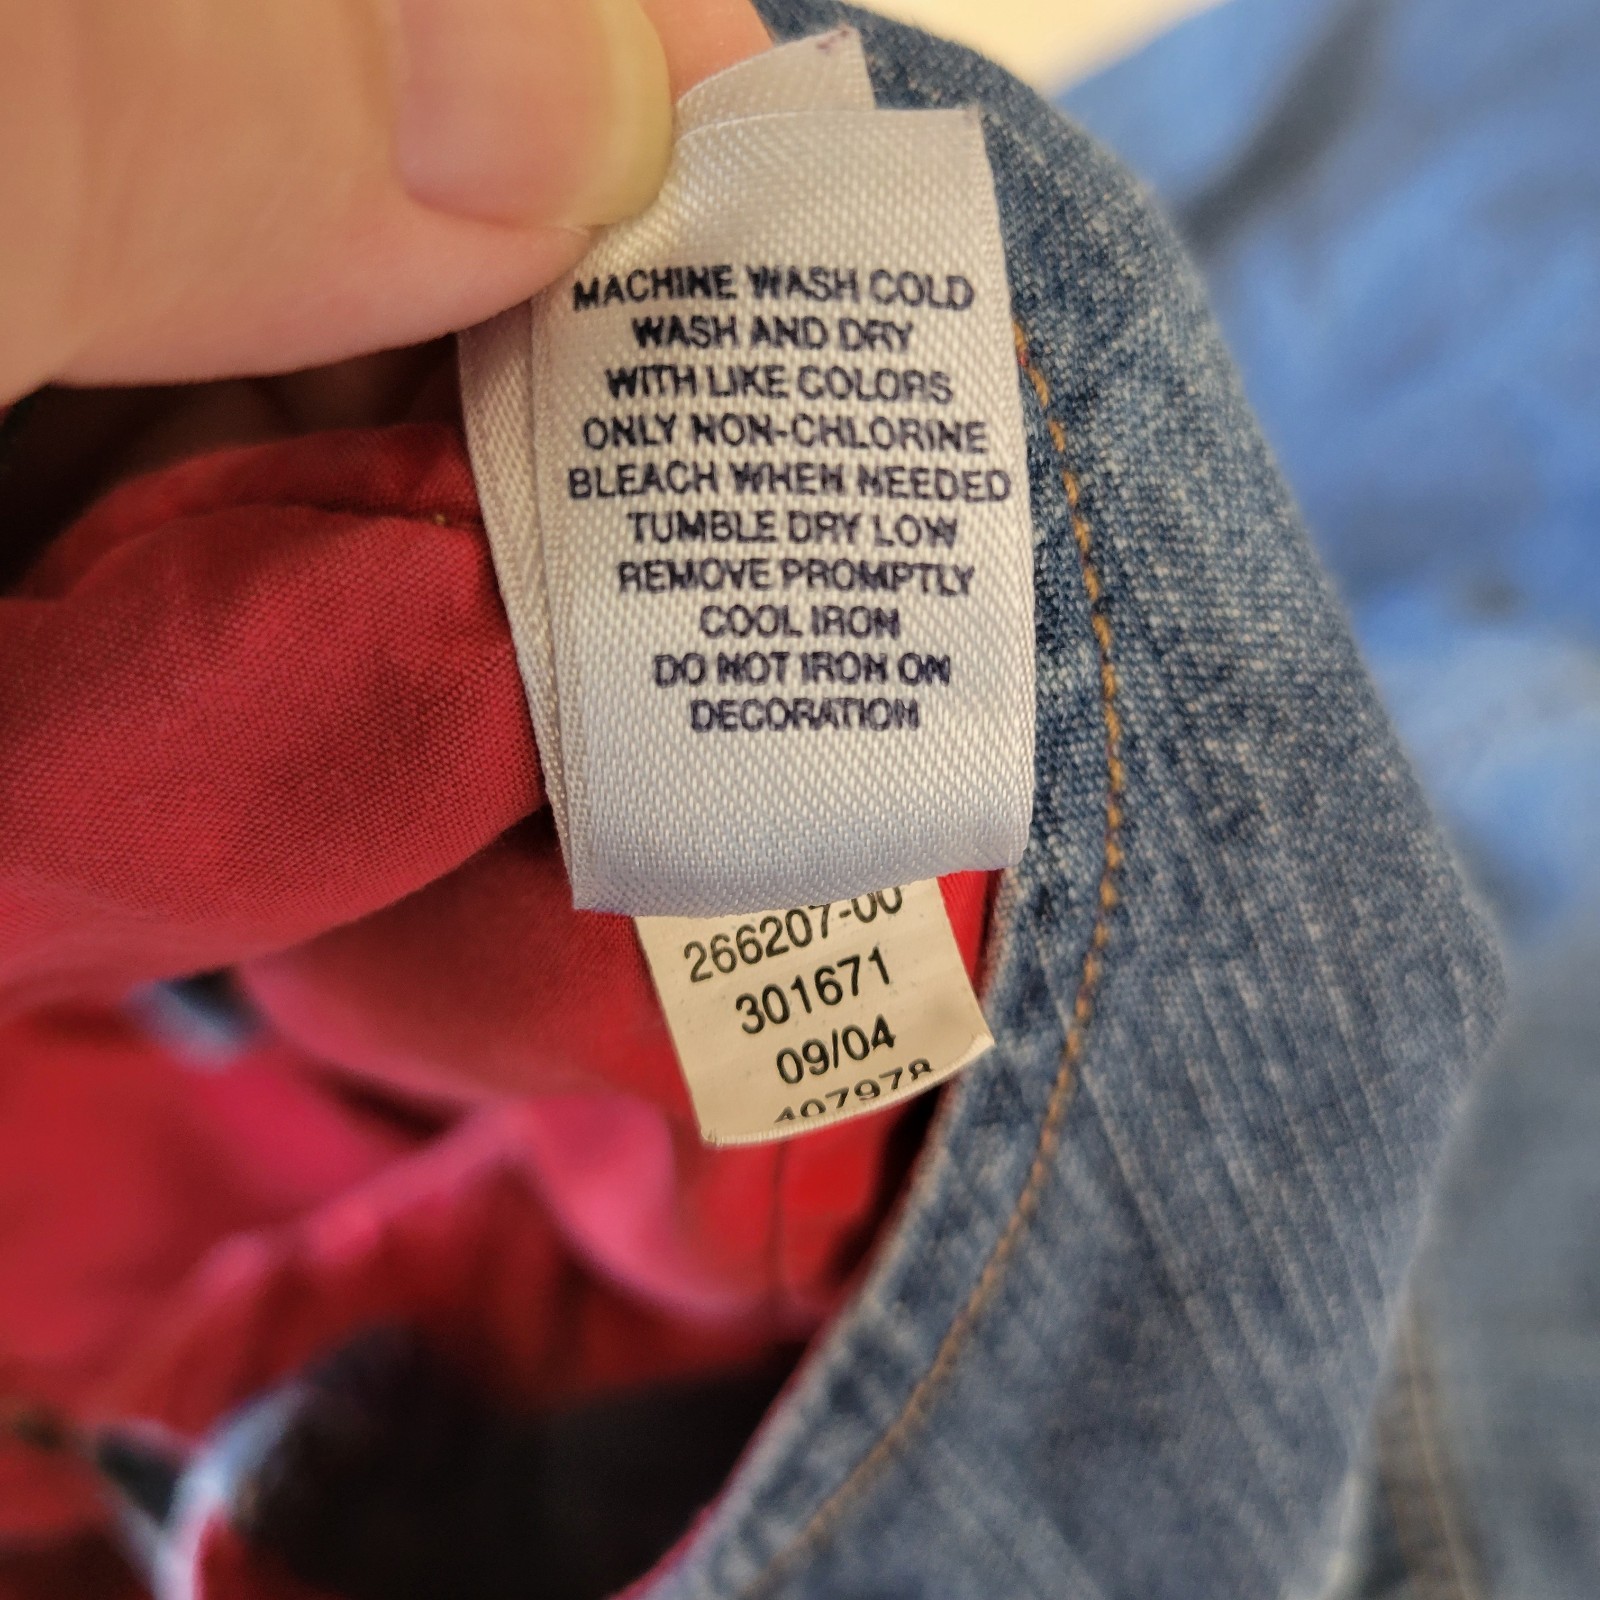 MACHINE WASH COLD
WASH AND DRY
WITH LIKE COLORS
ONLY NON-CHLORINE
BLEACH WHEN NEEDED
TUMBLE DRY LOW
REMOVE PROMPTLY
COOL IRON
DO NOT IRON ON
DECORATION
266207-00
301671
09/04
407978